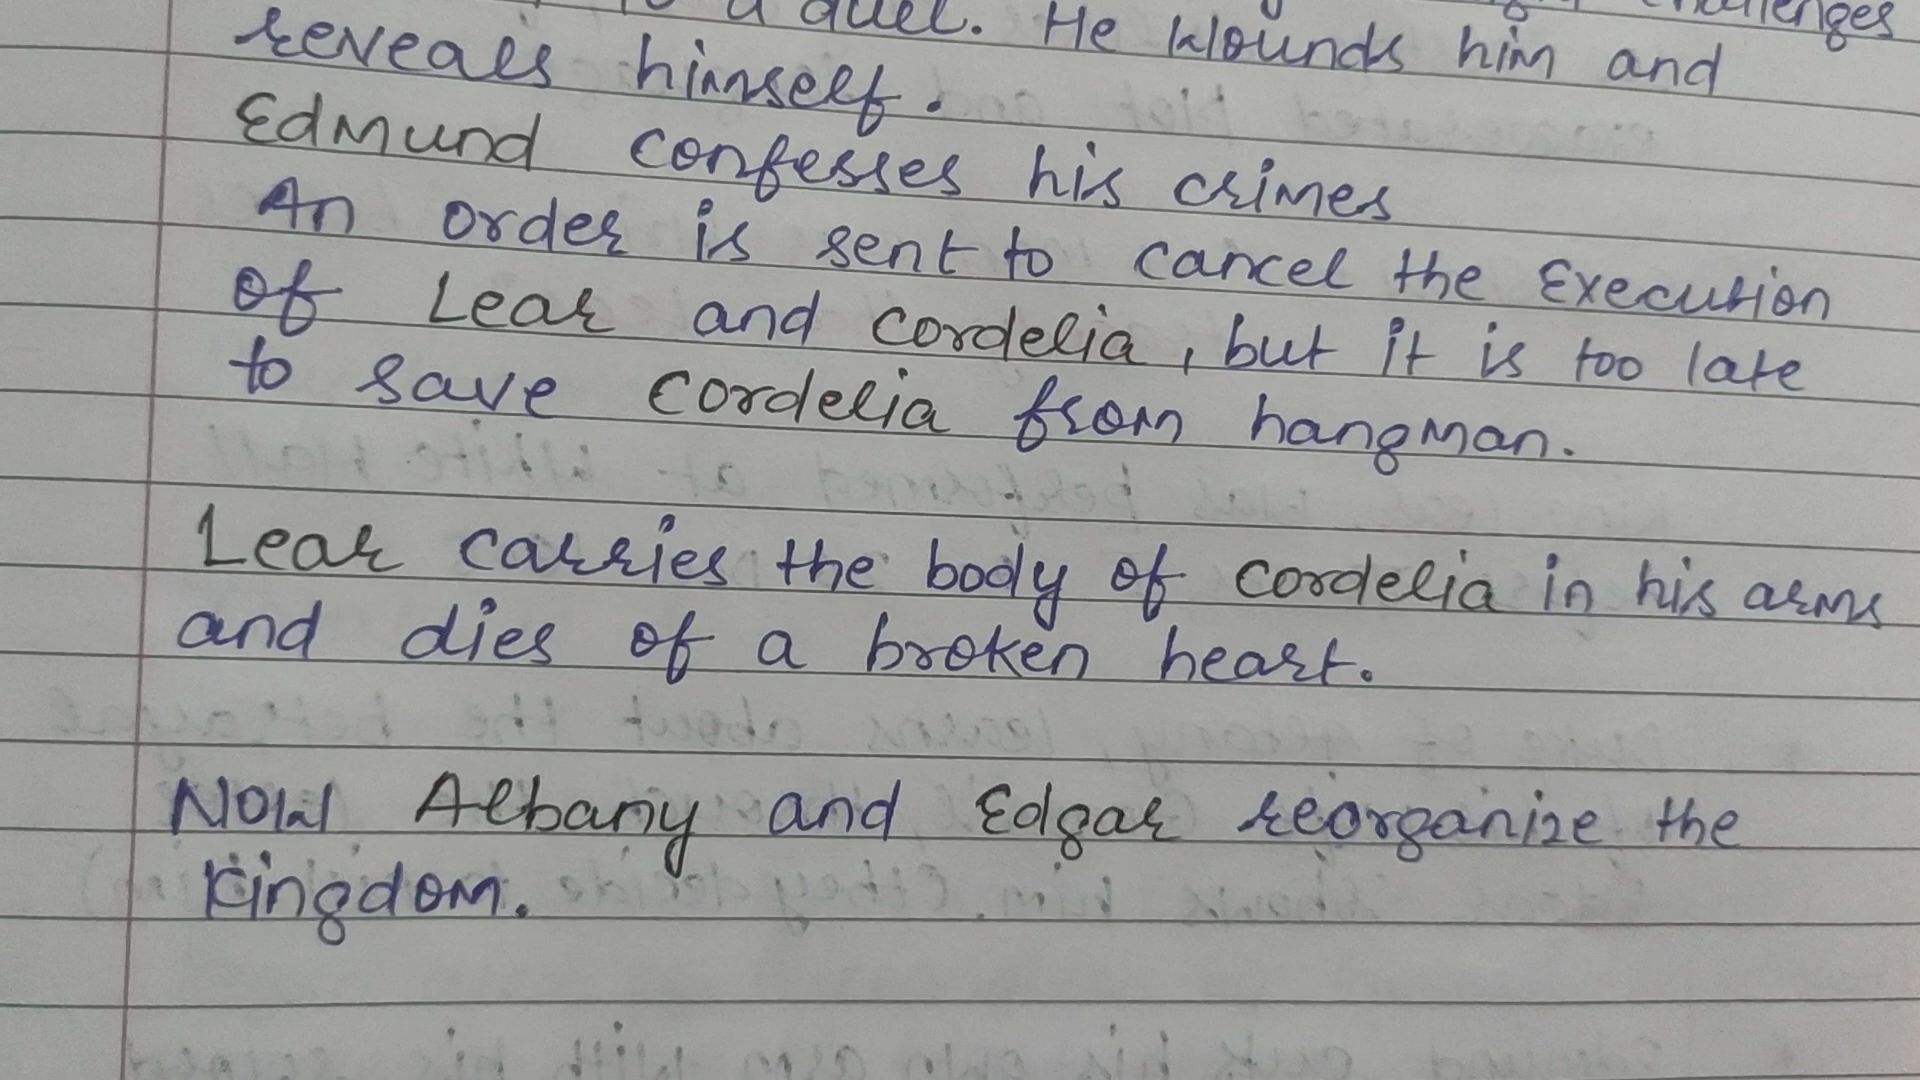 a duel. He wounds him and challenges
reveals himself.
Edmund confesses his crimes
An order is sent to cancel the Execution
of Lear and Cordelia, but it is too late
to save Cordelia from hangman.
Lear carries the body of Cordelia in his arms
and dies of a broken heart.
Now Albany and Edgar reorganize the
Kingdom.